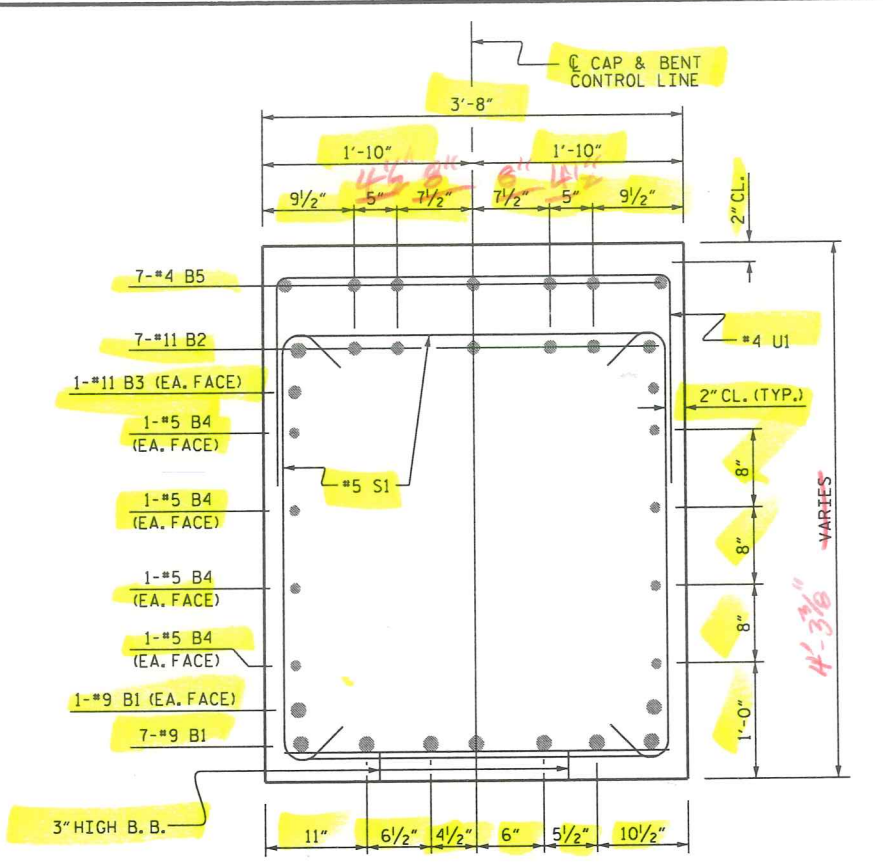 ℄ CAP & BENT
CONTROL LINE
3'-8"
1'-10" 1'-10"
4½ 8" 8" 4½"
9½" 5" 7½" 7½" 5" 9½"
2" CL.
7-#4 B5
7-#11 B2
#4 U1
1-#11 B3 (EA. FACE)
2" CL. (TYP.)
1-#5 B4
(EA. FACE)
8"
#5 S1
1-#5 B4
(EA. FACE)
VARIES
8"
1-#5 B4
(EA. FACE)
4'-3⅜"
8"
1-#5 B4
(EA. FACE)
1-#9 B1 (EA. FACE)
1'-0"
7-#9 B1
3" HIGH B.B.
11" 6½" 4½" 6" 5½" 10½"